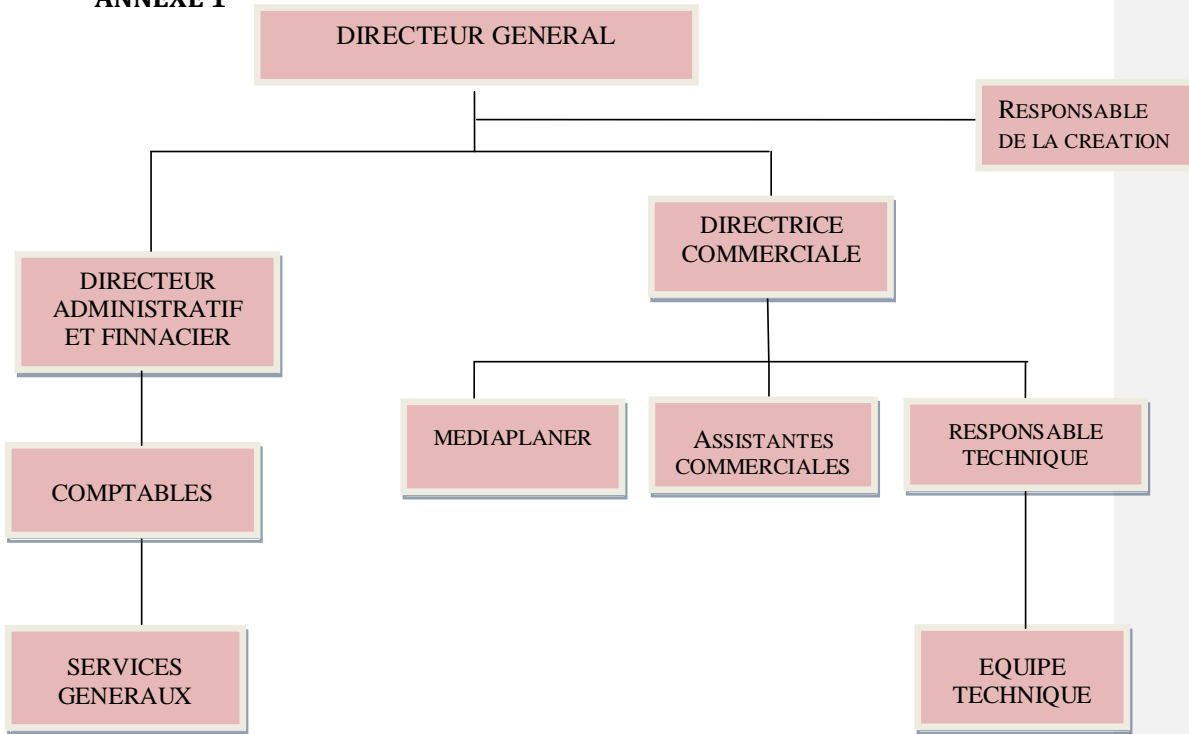 ANNEXE 1
DIRECTEUR GENERAL
RESPONSABLE
DE LA CREATION
DIRECTRICE
COMMERCIALE
DIRECTEUR
ADMINISTRATIF
ET FINNACIER
MEDIAPLANER
ASSISTANTES
COMMERCIALES
RESPONSABLE
TECHNIQUE
COMPTABLES
SERVICES
GENERAUX
EQUIPE
TECHNIQUE